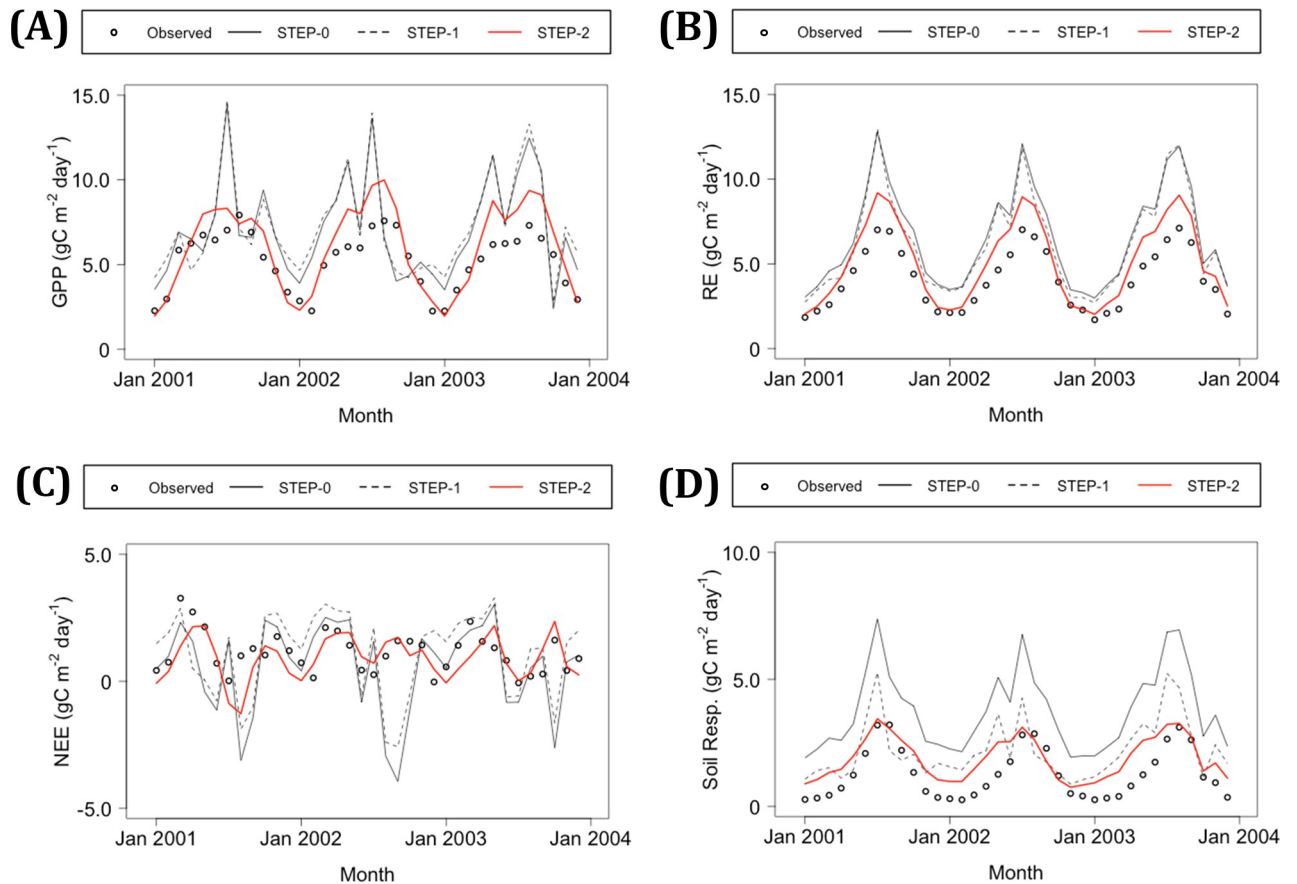 (A)
Observed STEP-0 STEP-1 STEP-2
GPP (gC m⁻² day⁻¹)
15.0
10.0
5.0
0
Jan 2001 Jan 2002 Jan 2003 Jan 2004
Month
(B)
Observed STEP-0 STEP-1 STEP-2
RE (gC m⁻² day⁻¹)
15.0
10.0
5.0
0
Jan 2001 Jan 2002 Jan 2003 Jan 2004
Month
(C)
Observed STEP-0 STEP-1 STEP-2
NEE (gC m⁻² day⁻¹)
5.0
0
-5.0
Jan 2001 Jan 2002 Jan 2003 Jan 2004
Month
(D)
Observed STEP-0 STEP-1 STEP-2
Soil Resp. (gC m⁻² day⁻¹)
10.0
5.0
0
Jan 2001 Jan 2002 Jan 2003 Jan 2004
Month